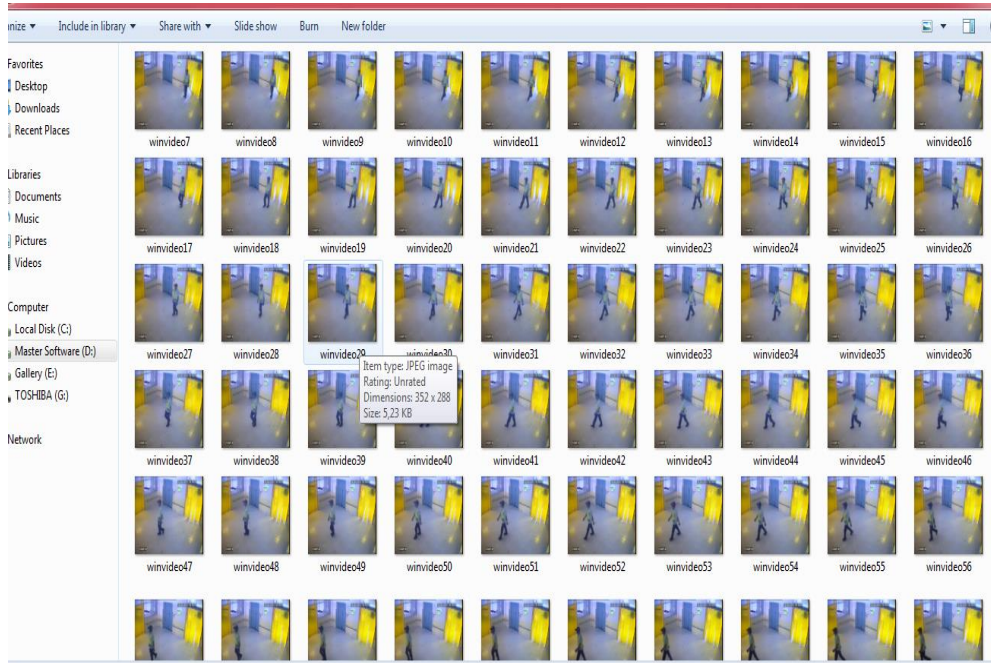 nize ▾ Include in library ▾ Share with ▾ Slide show Burn New folder
Favorites
Desktop
Downloads
Recent Places
Libraries
Documents
Music
Pictures
Videos
Computer
Local Disk (C:)
Master Software (D:)
Gallery (E:)
TOSHIBA (G:)
Network
winvideo7 winvideo8 winvideo9 winvideo10 winvideo11 winvideo12 winvideo13 winvideo14 winvideo15 winvideo16
winvideo17 winvideo18 winvideo19 winvideo20 winvideo21 winvideo22 winvideo23 winvideo24 winvideo25 winvideo26
winvideo27 winvideo28 winvideo29 winvideo30 winvideo31 winvideo32 winvideo33 winvideo34 winvideo35 winvideo36
Item type: JPEG image
Rating: Unrated
Dimensions: 352 x 288
Size: 5,23 KB
winvideo37 winvideo38 winvideo39 winvideo40 winvideo41 winvideo42 winvideo43 winvideo44 winvideo45 winvideo46
winvideo47 winvideo48 winvideo49 winvideo50 winvideo51 winvideo52 winvideo53 winvideo54 winvideo55 winvideo56